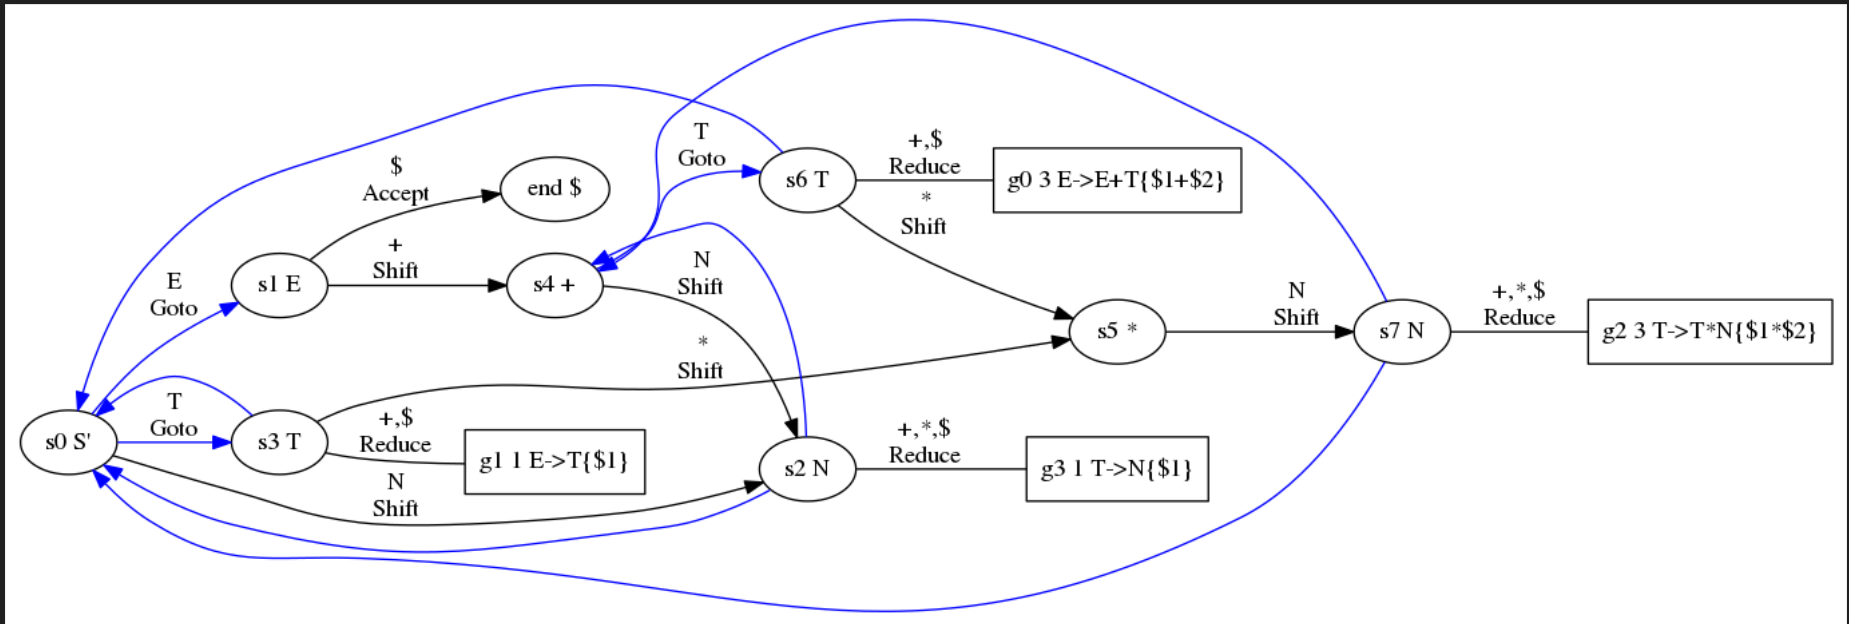 T
Goto
+,$
Reduce
s6 T
g0 3 E->E+T{$1+$2}
*
Shift
$
Accept
end $
+
Shift
s1 E
s4 +
N
Shift
E
Goto
s5 *
N
Shift
s7 N
+,*,$
Reduce
g2 3 T->T*N{$1*$2}
*
Shift
T
Goto
s0 S'
s3 T
+,$
Reduce
g1 1 E->T{$1}
N
Shift
s2 N
+,*,$
Reduce
g3 1 T->N{$1}